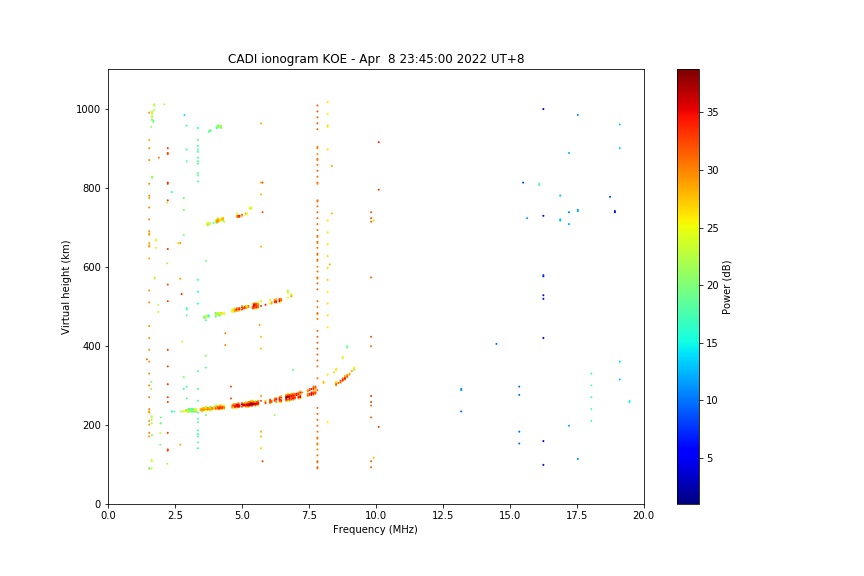 CADI ionogram KOE - Apr  8 23:45:00 2022 UT+8
1000
800
600
400
200
0
Virtual height (km)
0.0 2.5 5.0 7.5 10.0 12.5 15.0 17.5 20.0
Frequency (MHz)
35
30
25
20
15
10
5
Power (dB)